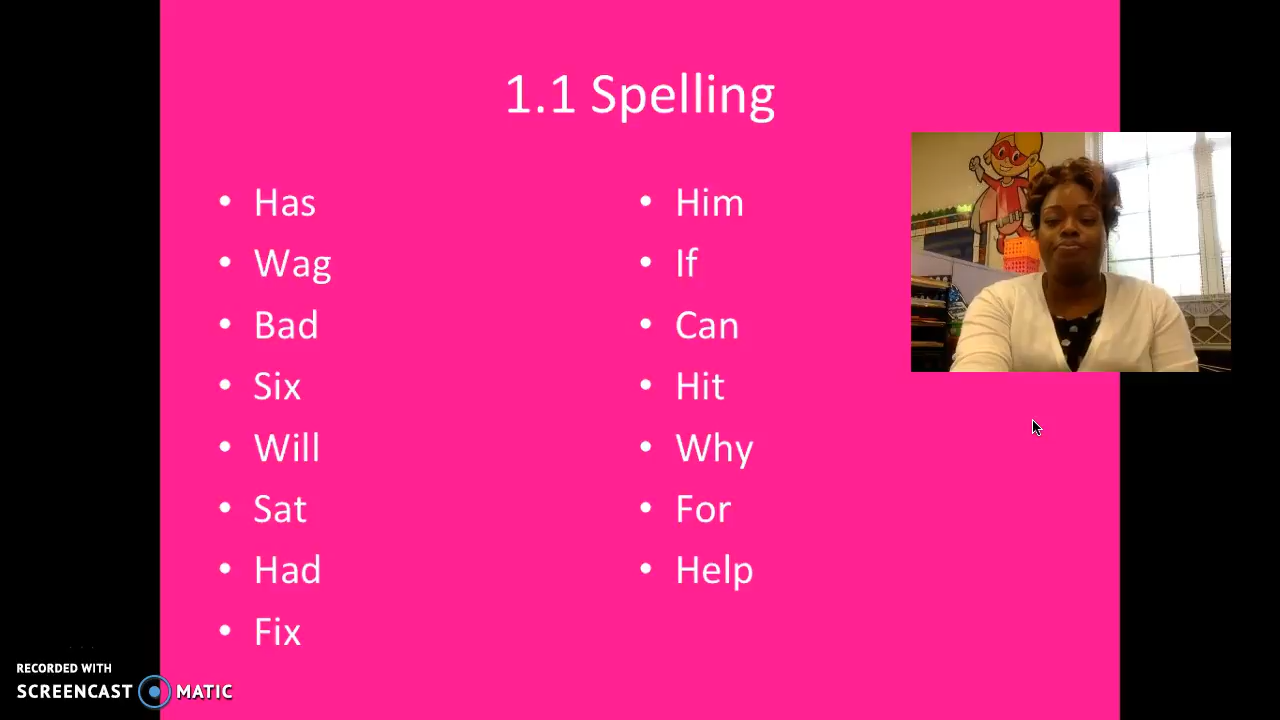 1.1 Spelling
• Has
• Wag
• Bad
• Six
• Will
• Sat
• Had
• Fix
• Him
• If
• Can
• Hit
• Why
• For
• Help
RECORDED WITH
SCREENCAST MATIC